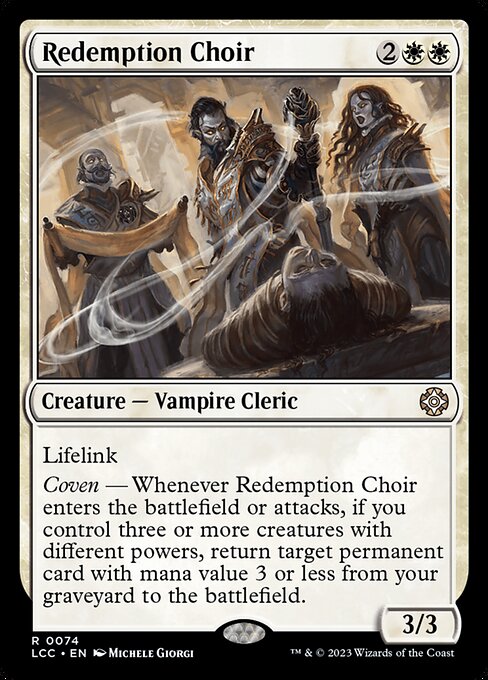 Redemption Choir 2
Creature — Vampire Cleric
Lifelink
Coven — Whenever Redemption Choir
enters the battlefield or attacks, if you
control three or more creatures with
different powers, return target permanent
card with mana value 3 or less from your
graveyard to the battlefield.
3/3
R 0074
LCC • EN Michele Giorgi
™ & © 2023 Wizards of the Coast